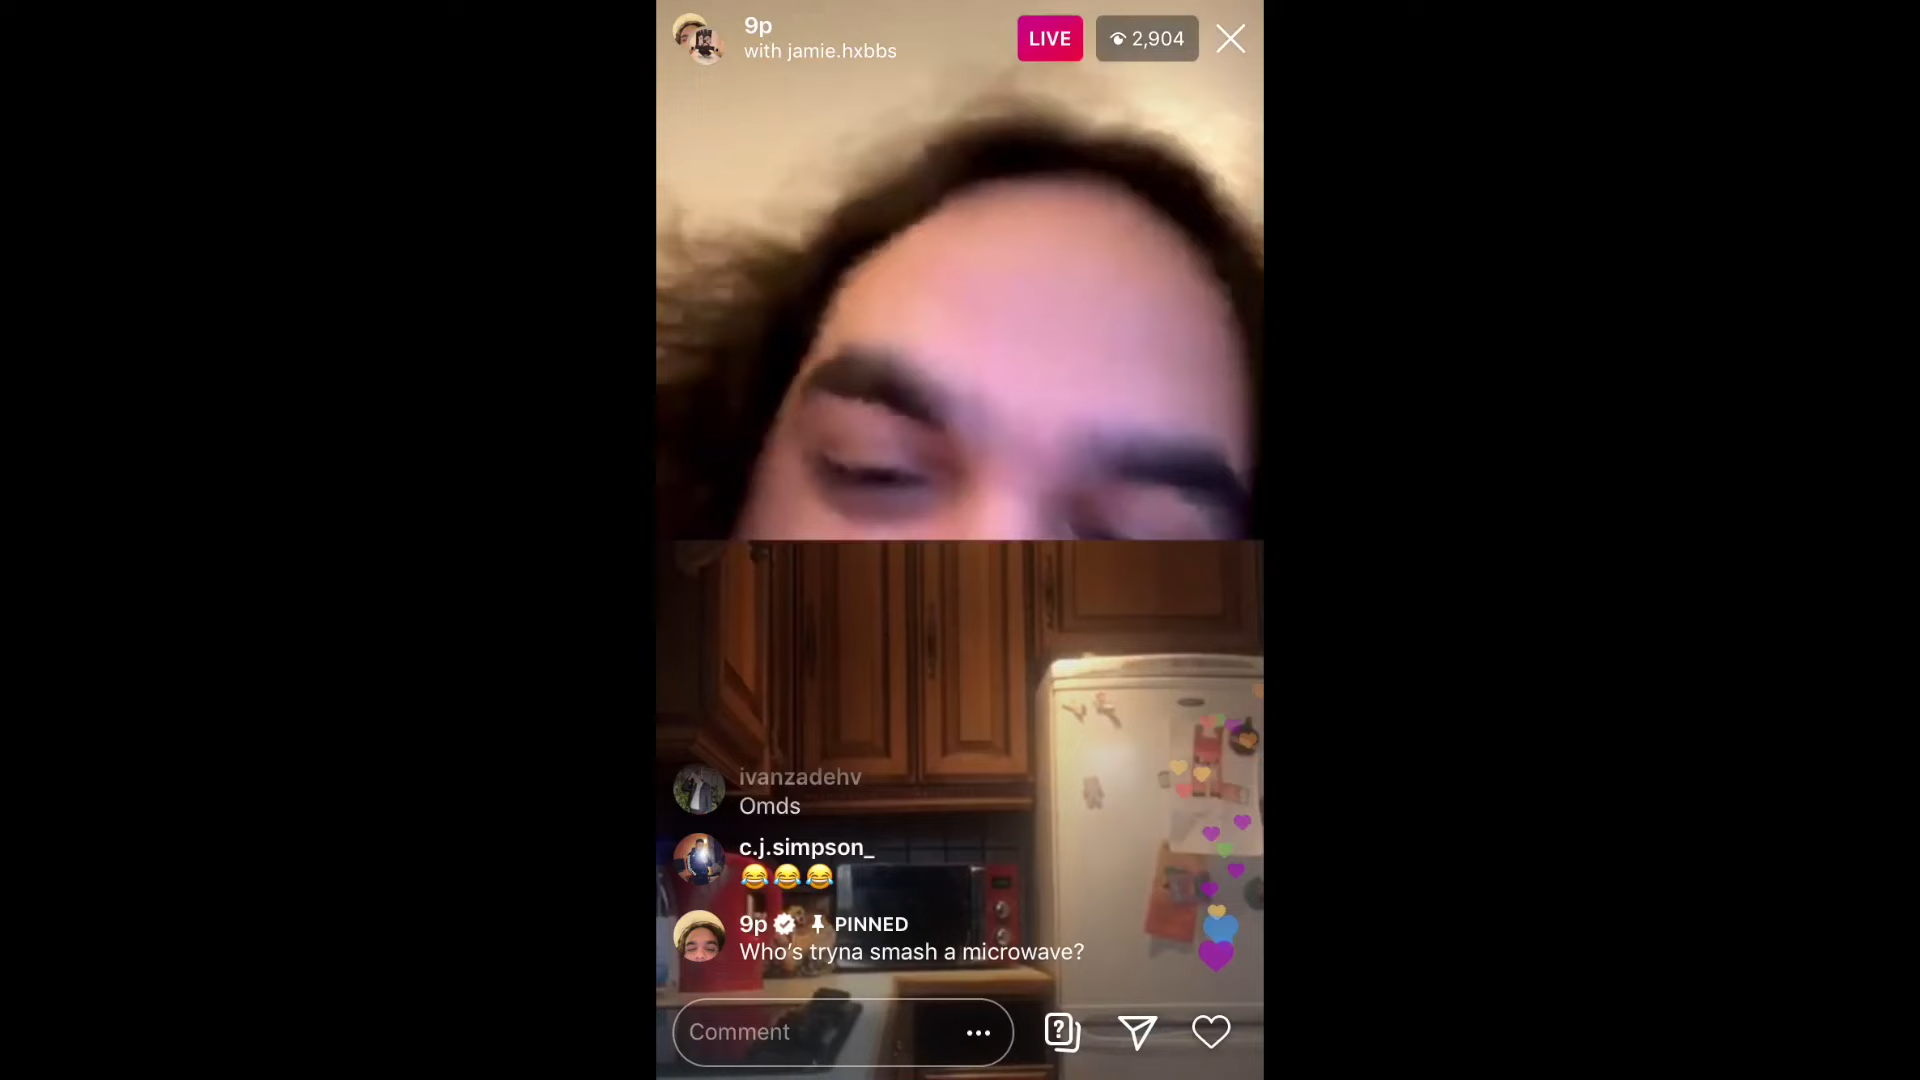 9p
with jamie.hxbbs
LIVE
2,904
ivanzadehv
Omds
c.j.simpson_
😂😂😂
9p PINNED
Who’s tryna smash a microwave?
Comment